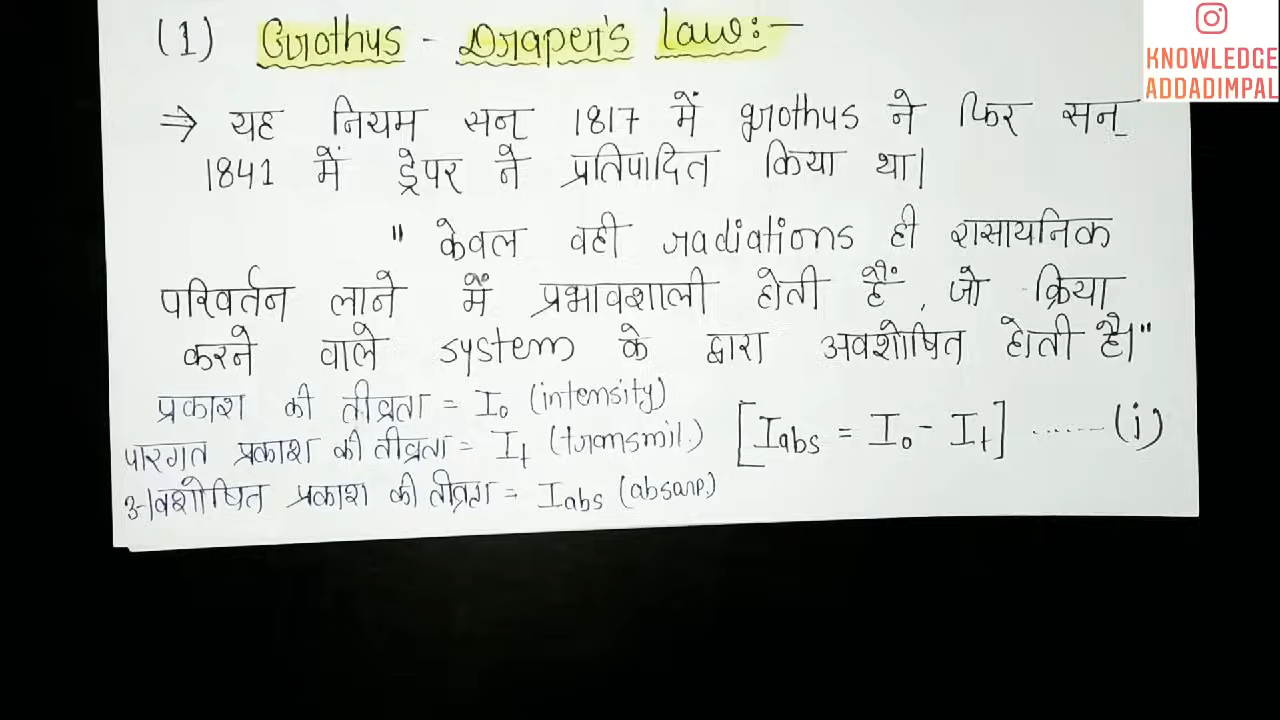 (1) Grothus - Draper's law:-
KNOWLEDGE
ADDADIMPAL
⇒ यह नियम सन् 1817 में grothus ने फिर सन्
1841 में ड्रेपर ने प्रतिपादित किया था।
" केवल वही radiations ही रासायनिक
परिवर्तन लाने में प्रभावशाली होती हैं, जो क्रिया
करने वाले system के द्वारा अवशोषित होती है।"
प्रकाश की तीव्रता = I₀ (intensity)
पारगत प्रकाश की तीव्रता = Iₜ (transmil.) [Iabs = I₀ - Iₜ] ....... (i)
अवशोषित प्रकाश की तीव्रता = Iabs (absarp.)